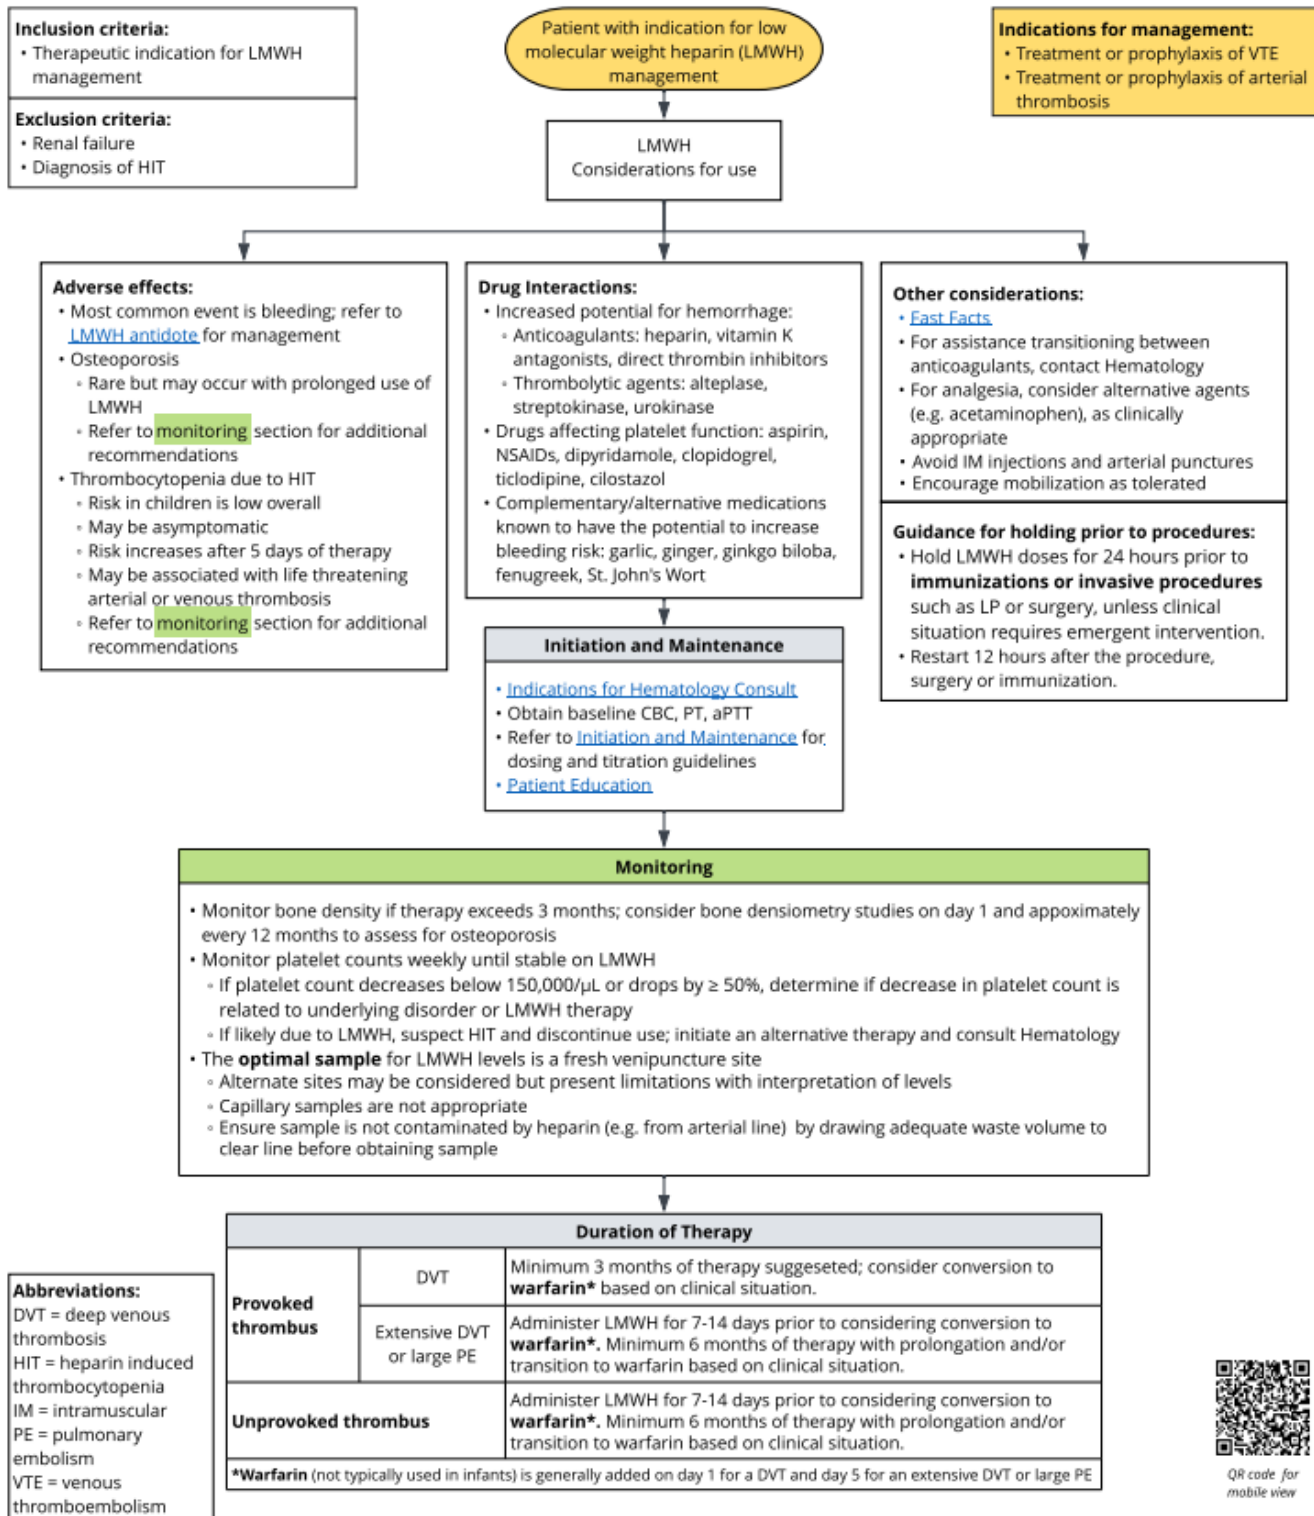 Inclusion criteria:
• Therapeutic indication for LMWH
management
Exclusion criteria:
• Renal failure
• Diagnosis of HIT
Patient with indication for low
molecular weight heparin (LMWH)
management
Indications for management:
• Treatment or prophylaxis of VTE
• Treatment or prophylaxis of arterial
thrombosis
LMWH
Considerations for use
Adverse effects:
• Most common event is bleeding; refer to
LMWH antidote for management
• Osteoporosis
◦ Rare but may occur with prolonged use of
LMWH
◦ Refer to monitoring section for additional
recommendations
• Thrombocytopenia due to HIT
◦ Risk in children is low overall
◦ May be asymptomatic
◦ Risk increases after 5 days of therapy
◦ May be associated with life threatening
arterial or venous thrombosis
◦ Refer to monitoring section for additional
recommendations
Drug Interactions:
• Increased potential for hemorrhage:
◦ Anticoagulants: heparin, vitamin K
antagonists, direct thrombin inhibitors
◦ Thrombolytic agents: alteplase,
streptokinase, urokinase
• Drugs affecting platelet function: aspirin,
NSAIDs, dipyridamole, clopidogrel,
ticlodipine, cilostazol
• Complementary/alternative medications
known to have the potential to increase
bleeding risk: garlic, ginger, ginkgo biloba,
fenugreek, St. John's Wort
Other considerations:
• Fast Facts
• For assistance transitioning between
anticoagulants, contact Hematology
• For analgesia, consider alternative agents
(e.g. acetaminophen), as clinically
appropriate
• Avoid IM injections and arterial punctures
• Encourage mobilization as tolerated
Guidance for holding prior to procedures:
• Hold LMWH doses for 24 hours prior to
immunizations or invasive procedures
such as LP or surgery, unless clinical
situation requires emergent intervention.
• Restart 12 hours after the procedure,
surgery or immunization.
Initiation and Maintenance
• Indications for Hematology Consult
• Obtain baseline CBC, PT, aPTT
• Refer to Initiation and Maintenance for
dosing and titration guidelines
• Patient Education
Monitoring
• Monitor bone density if therapy exceeds 3 months; consider bone densiometry studies on day 1 and appoximately
every 12 months to assess for osteoporosis
• Monitor platelet counts weekly until stable on LMWH
◦ If platelet count decreases below 150,000/µL or drops by ≥ 50%, determine if decrease in platelet count is
related to underlying disorder or LMWH therapy
◦ If likely due to LMWH, suspect HIT and discontinue use; initiate an alternative therapy and consult Hematology
• The optimal sample for LMWH levels is a fresh venipuncture site
◦ Alternate sites may be considered but present limitations with interpretation of levels
◦ Capillary samples are not appropriate
◦ Ensure sample is not contaminated by heparin (e.g. from arterial line) by drawing adequate waste volume to
clear line before obtaining sample
Duration of Therapy
Provoked
thrombus
DVT
Minimum 3 months of therapy suggeseted; consider conversion to
warfarin* based on clinical situation.
Extensive DVT
or large PE
Administer LMWH for 7-14 days prior to considering conversion to
warfarin*. Minimum 6 months of therapy with prolongation and/or
transition to warfarin based on clinical situation.
Unprovoked thrombus
Administer LMWH for 7-14 days prior to considering conversion to
warfarin*. Minimum 6 months of therapy with prolongation and/or
transition to warfarin based on clinical situation.
*Warfarin (not typically used in infants) is generally added on day 1 for a DVT and day 5 for an extensive DVT or large PE
Abbreviations:
DVT = deep venous
thrombosis
HIT = heparin induced
thrombocytopenia
IM = intramuscular
PE = pulmonary
embolism
VTE = venous
thromboembolism
QR code for
mobile view